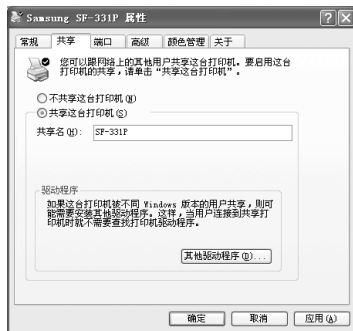 Samsung SF-331P 属性
常规 共享 端口 高级 颜色管理 关于
您可以跟网络上的其他用户共享这台打印机。要启用这台
打印机的共享，请单击“共享这台打印机”。
不共享这台打印机(N)
共享这台打印机(S)
共享名(H): SF-331P
驱动程序
如果这台打印机被不同 Windows 版本的用户共享，则可
能需要安装其他驱动程序。这样，当用户连接到共享打
印机时就不需要查找打印机驱动程序。
其他驱动程序(D)...
确定 取消 应用(A)